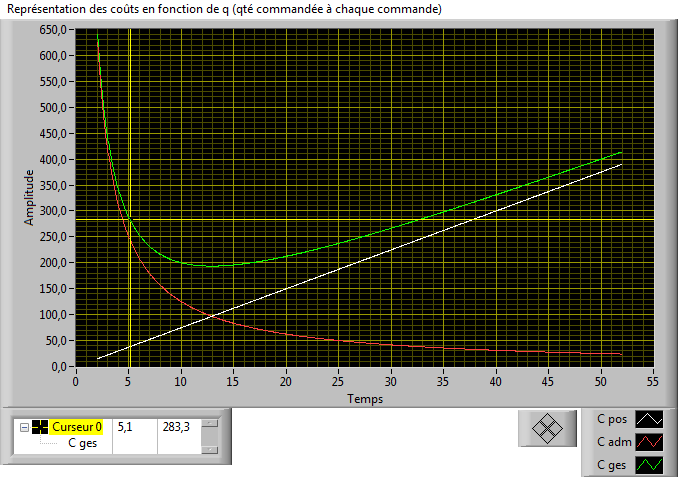 Représentation des coûts en fonction de q (qté commandée à chaque commande)
Amplitude
650,0
600,0
550,0
500,0
450,0
400,0
350,0
300,0
250,0
200,0
150,0
100,0
50,0
0,0
0 5 10 15 20 25 30 35 40 45 50 55
Temps
Curseur 0 5,1 283,3
C ges
C pos
C adm
C ges